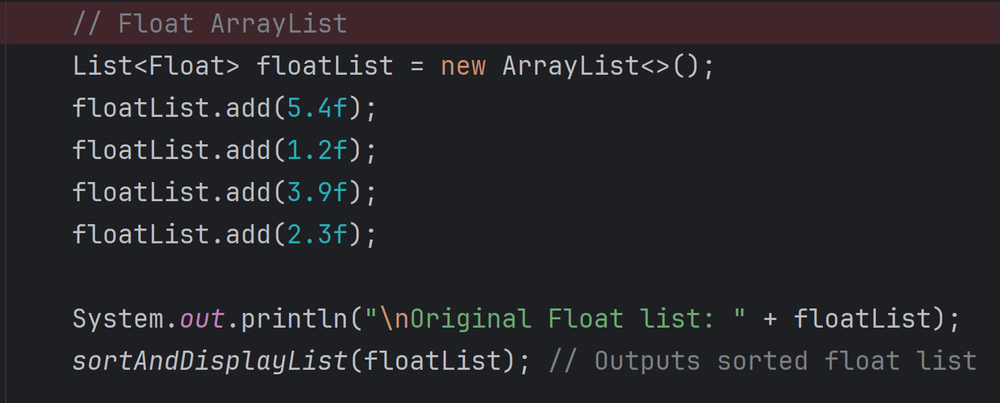 // Float ArrayList
List<Float> floatList = new ArrayList<>();
floatList.add(5.4f);
floatList.add(1.2f);
floatList.add(3.9f);
floatList.add(2.3f);
System.out.println("\nOriginal Float list: " + floatList);
sortAndDisplayList(floatList); // Outputs sorted float list